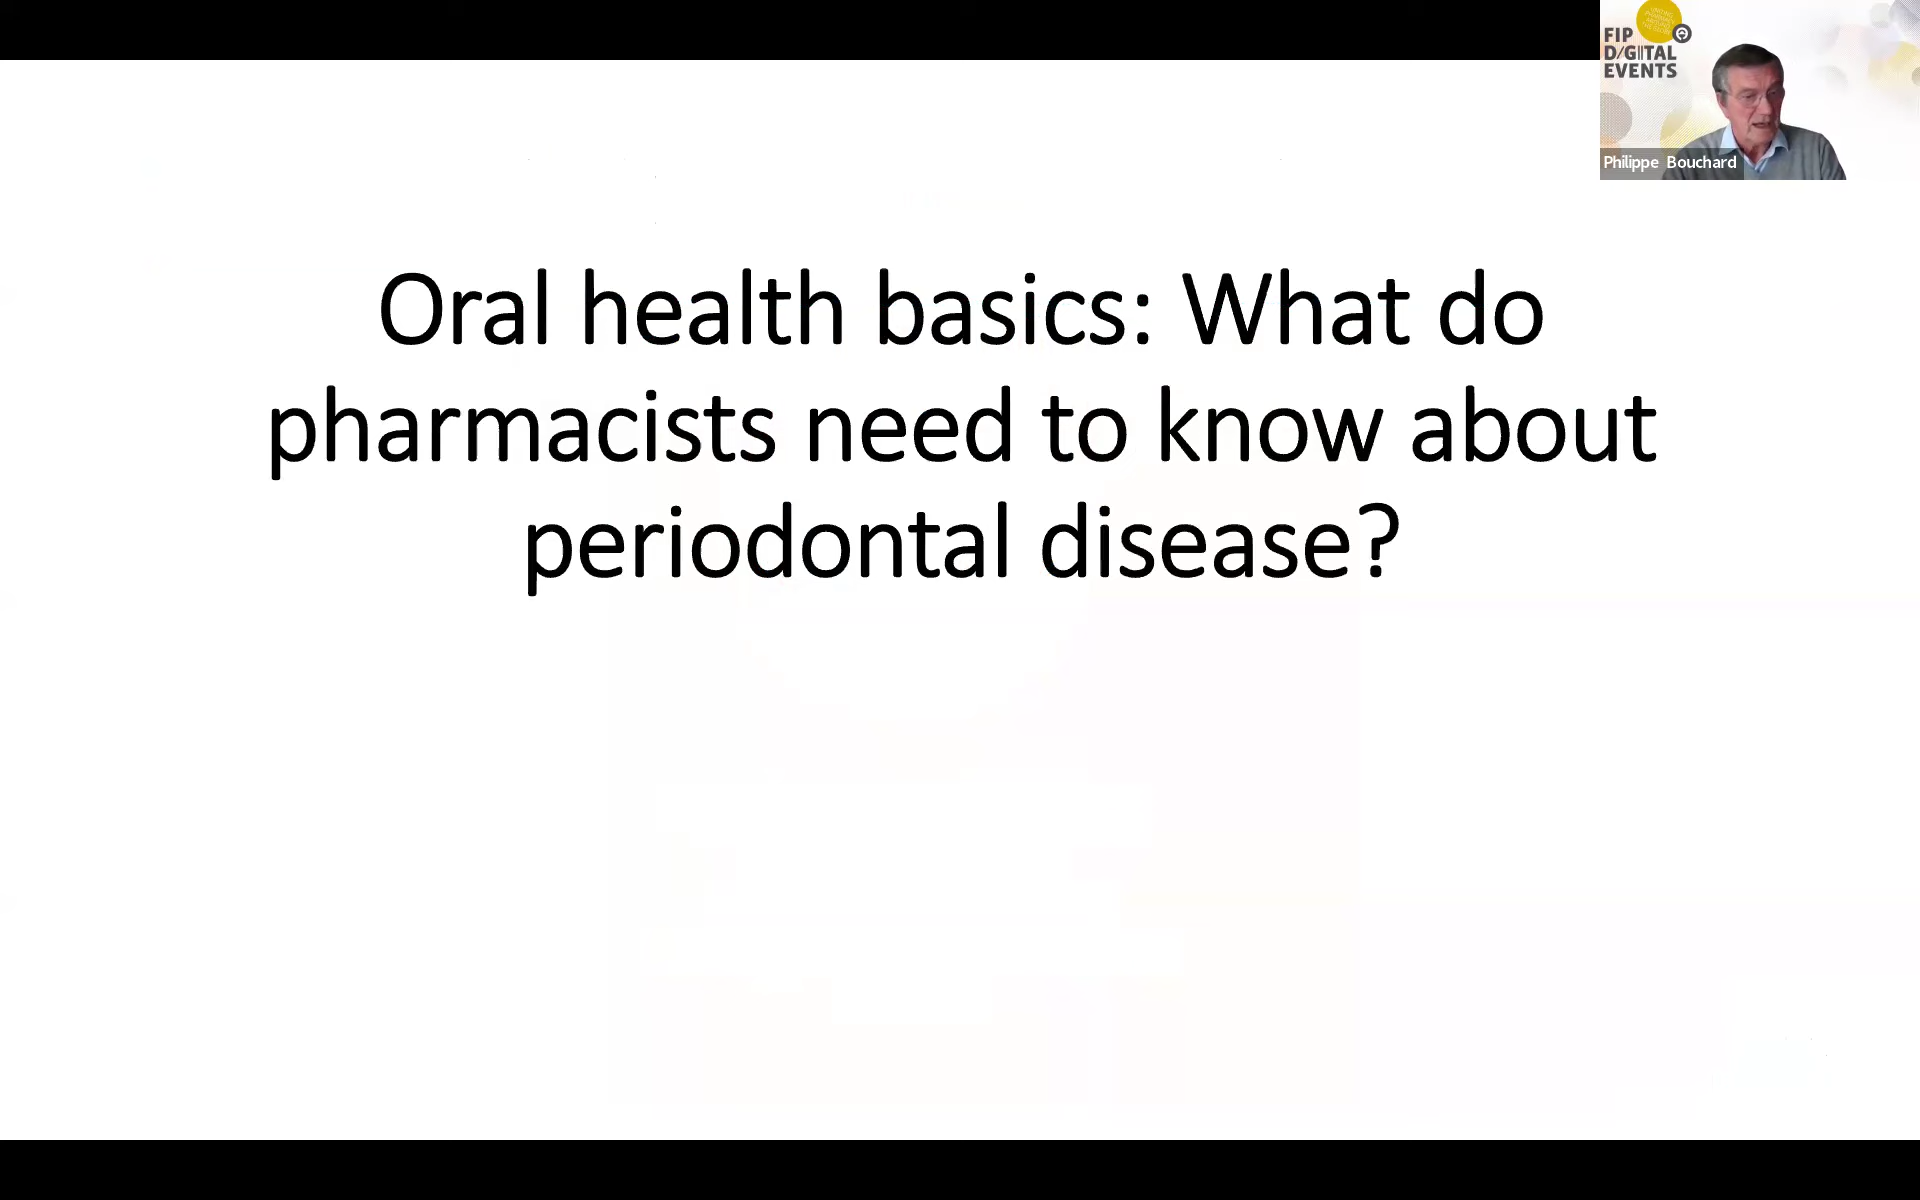 FIP
D/GITAL
EVENTS
Philippe Bouchard
Oral health basics: What do
pharmacists need to know about
periodontal disease?